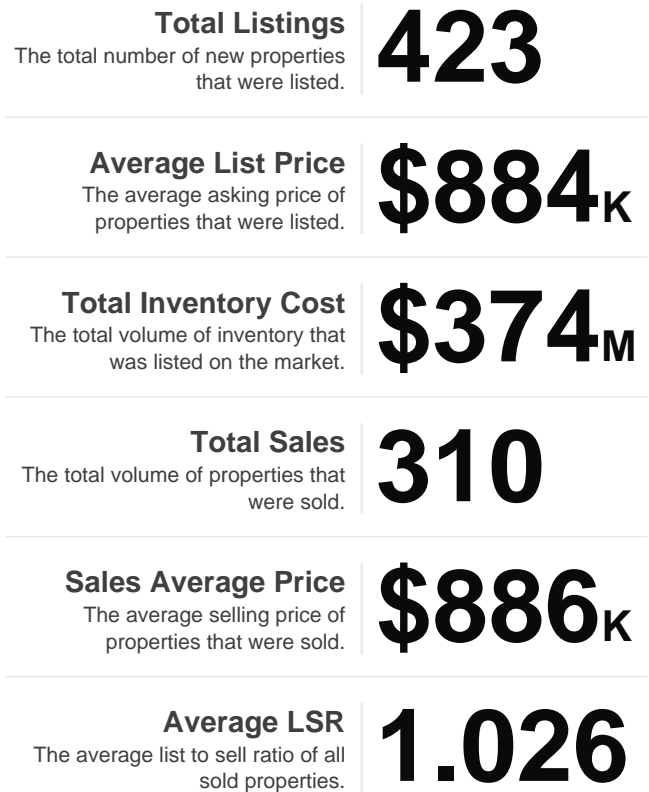 Total Listings
The total number of new properties
that were listed.
423
Average List Price
The average asking price of
properties that were listed.
$884K
Total Inventory Cost
The total volume of inventory that
was listed on the market.
$374M
Total Sales
The total volume of properties that
were sold.
310
Sales Average Price
The average selling price of
properties that were sold.
$886K
Average LSR
The average list to sell ratio of all
sold properties.
1.026